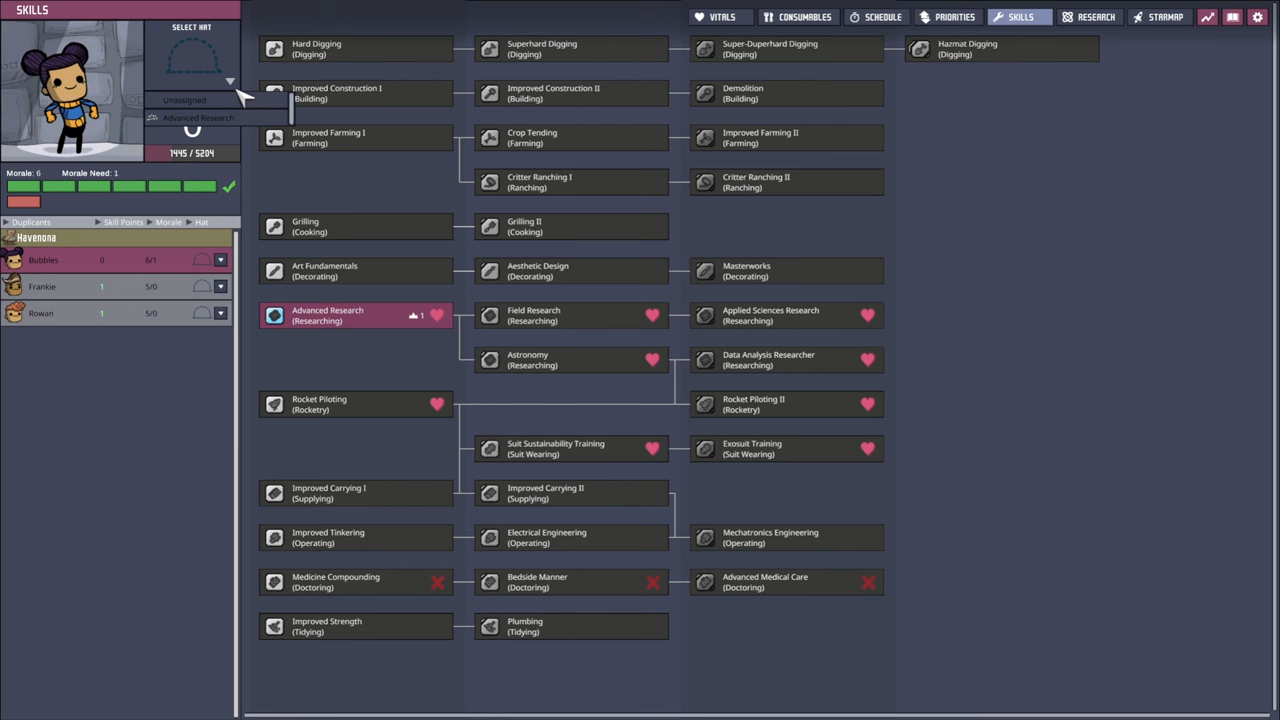 SKILLS
VITALS
CONSUMABLES
SCHEDULE
PRIORITIES
SKILLS
RESEARCH
STARMAP
SELECT HAT
Unassigned
Advanced Research
1445 / 5204
Morale: 6
Morale Need: 1
Duplicants
Skill Points
Morale
Hat
Havenona
Bubbles
0
6/1
Frankie
1
5/0
Rowan
1
5/0
Hard Digging
(Digging)
Superhard Digging
(Digging)
Super-Duperhard Digging
(Digging)
Hazmat Digging
(Digging)
Improved Construction I
(Building)
Improved Construction II
(Building)
Demolition
(Building)
Improved Farming I
(Farming)
Crop Tending
(Farming)
Improved Farming II
(Farming)
Critter Ranching I
(Ranching)
Critter Ranching II
(Ranching)
Grilling
(Cooking)
Grilling II
(Cooking)
Art Fundamentals
(Decorating)
Aesthetic Design
(Decorating)
Masterworks
(Decorating)
Advanced Research
(Researching)
1
Field Research
(Researching)
Applied Sciences Research
(Researching)
Astronomy
(Researching)
Data Analysis Researcher
(Researching)
Rocket Piloting
(Rocketry)
Rocket Piloting II
(Rocketry)
Suit Sustainability Training
(Suit Wearing)
Exosuit Training
(Suit Wearing)
Improved Carrying I
(Supplying)
Improved Carrying II
(Supplying)
Improved Tinkering
(Operating)
Electrical Engineering
(Operating)
Mechatronics Engineering
(Operating)
Medicine Compounding
(Doctoring)
Bedside Manner
(Doctoring)
Advanced Medical Care
(Doctoring)
Improved Strength
(Tidying)
Plumbing
(Tidying)